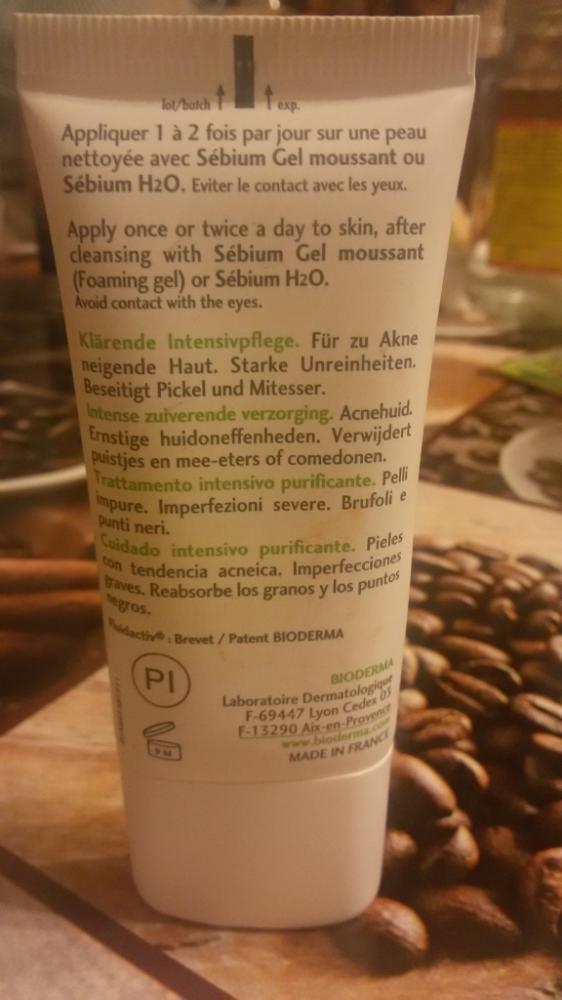 lot/batch exp.
Appliquer 1 à 2 fois par jour sur une peau
nettoyée avec Sébium Gel moussant ou
Sébium H2O. Eviter le contact avec les yeux.
Apply once or twice a day to skin, after
cleansing with Sébium Gel moussant
(Foaming gel) or Sébium H2O.
Avoid contact with the eyes.
Klärende Intensivpflege. Für zu Akne
neigende Haut. Starke Unreinheiten.
Beseitigt Pickel und Mitesser.
Intense zuiverende verzorging. Acnehuid.
Ernstige huidoneffenheden. Verwijdert
puistjes en mee-eters of comedonen.
Trattamento intensivo purificante. Pelli
impure. Imperfezioni severe. Brufoli e
punti neri.
Cuidado intensivo purificante. Pieles
con tendencia acneica. Imperfecciones
graves. Reabsorbe los granos y los puntos
negros.
Fluidactiv® : Brevet / Patent BIODERMA
PI
BIODERMA
Laboratoire Dermatologique
F-69447 Lyon Cedex 03
F-13290 Aix-en-Provence
www.bioderma.com
MADE IN FRANCE
9 M